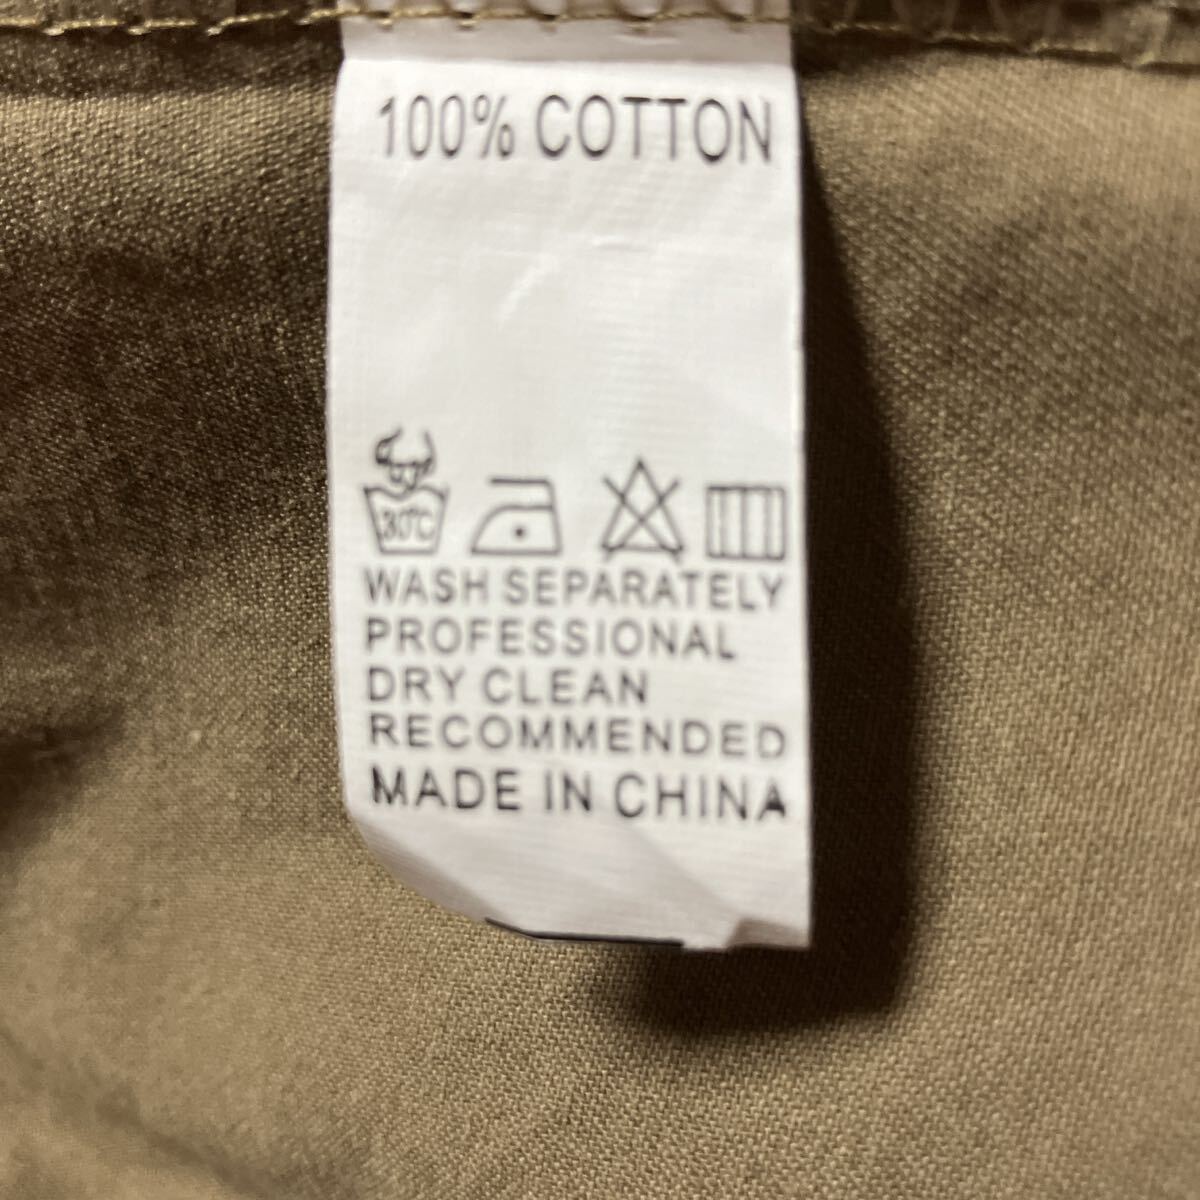 100% COTTON
30℃
WASH SEPARATELY
PROFESSIONAL
DRY CLEAN
RECOMMENDED
MADE IN CHINA